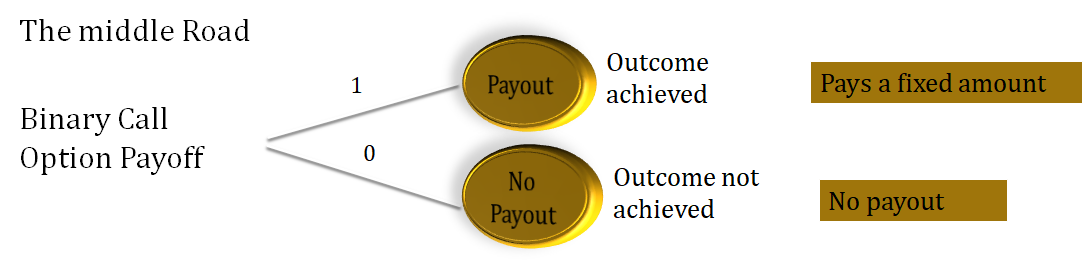 The middle Road
Binary Call
Option Payoff
1
0
Payout
Outcome
achieved
Pays a fixed amount
No
Payout
Outcome not
achieved
No payout